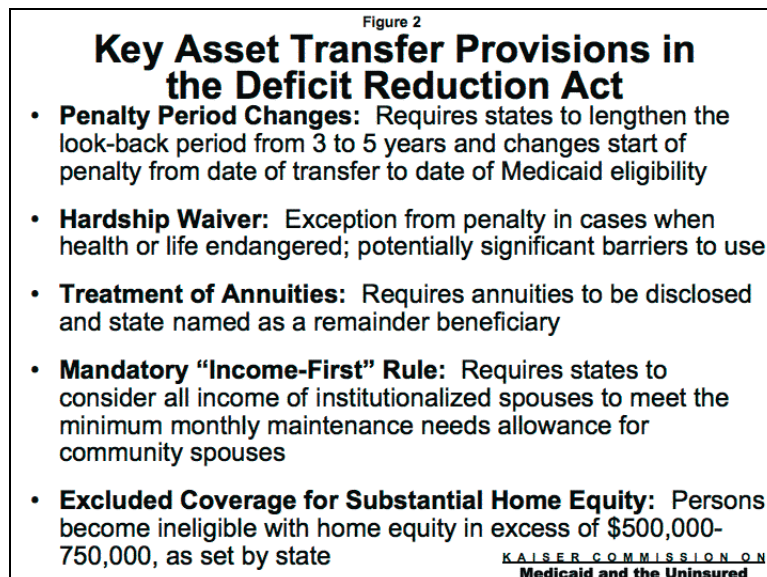 Figure 2
Key Asset Transfer Provisions in
the Deficit Reduction Act
• Penalty Period Changes: Requires states to lengthen the
look-back period from 3 to 5 years and changes start of
penalty from date of transfer to date of Medicaid eligibility
• Hardship Waiver: Exception from penalty in cases when
health or life endangered; potentially significant barriers to use
• Treatment of Annuities: Requires annuities to be disclosed
and state named as a remainder beneficiary
• Mandatory “Income-First” Rule: Requires states to
consider all income of institutionalized spouses to meet the
minimum monthly maintenance needs allowance for
community spouses
• Excluded Coverage for Substantial Home Equity: Persons
become ineligible with home equity in excess of $500,000-
750,000, as set by state
KAISER COMMISSION ON
Medicaid and the Uninsured